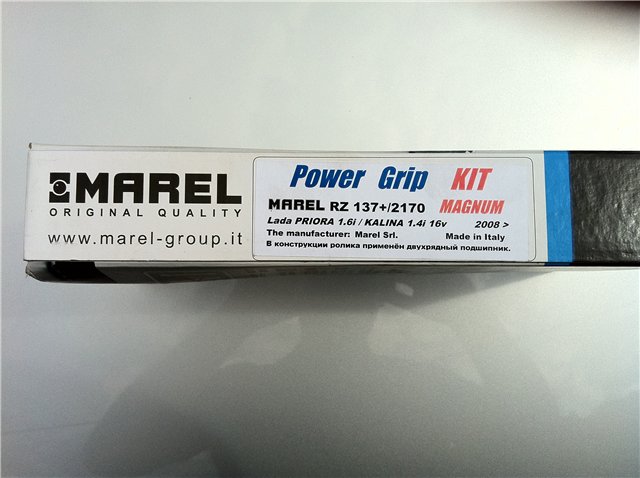 MAREL
ORIGINAL QUALITY
www.marel-group.it
Power Grip KIT
MAREL RZ 137+/2170 MAGNUM
Lada PRIORA 1.6i / KALINA 1.4i 16v 2008 >
The manufacturer: Marel Srl. Made in Italy
В конструкции ролика применён двухрядный подшипник.